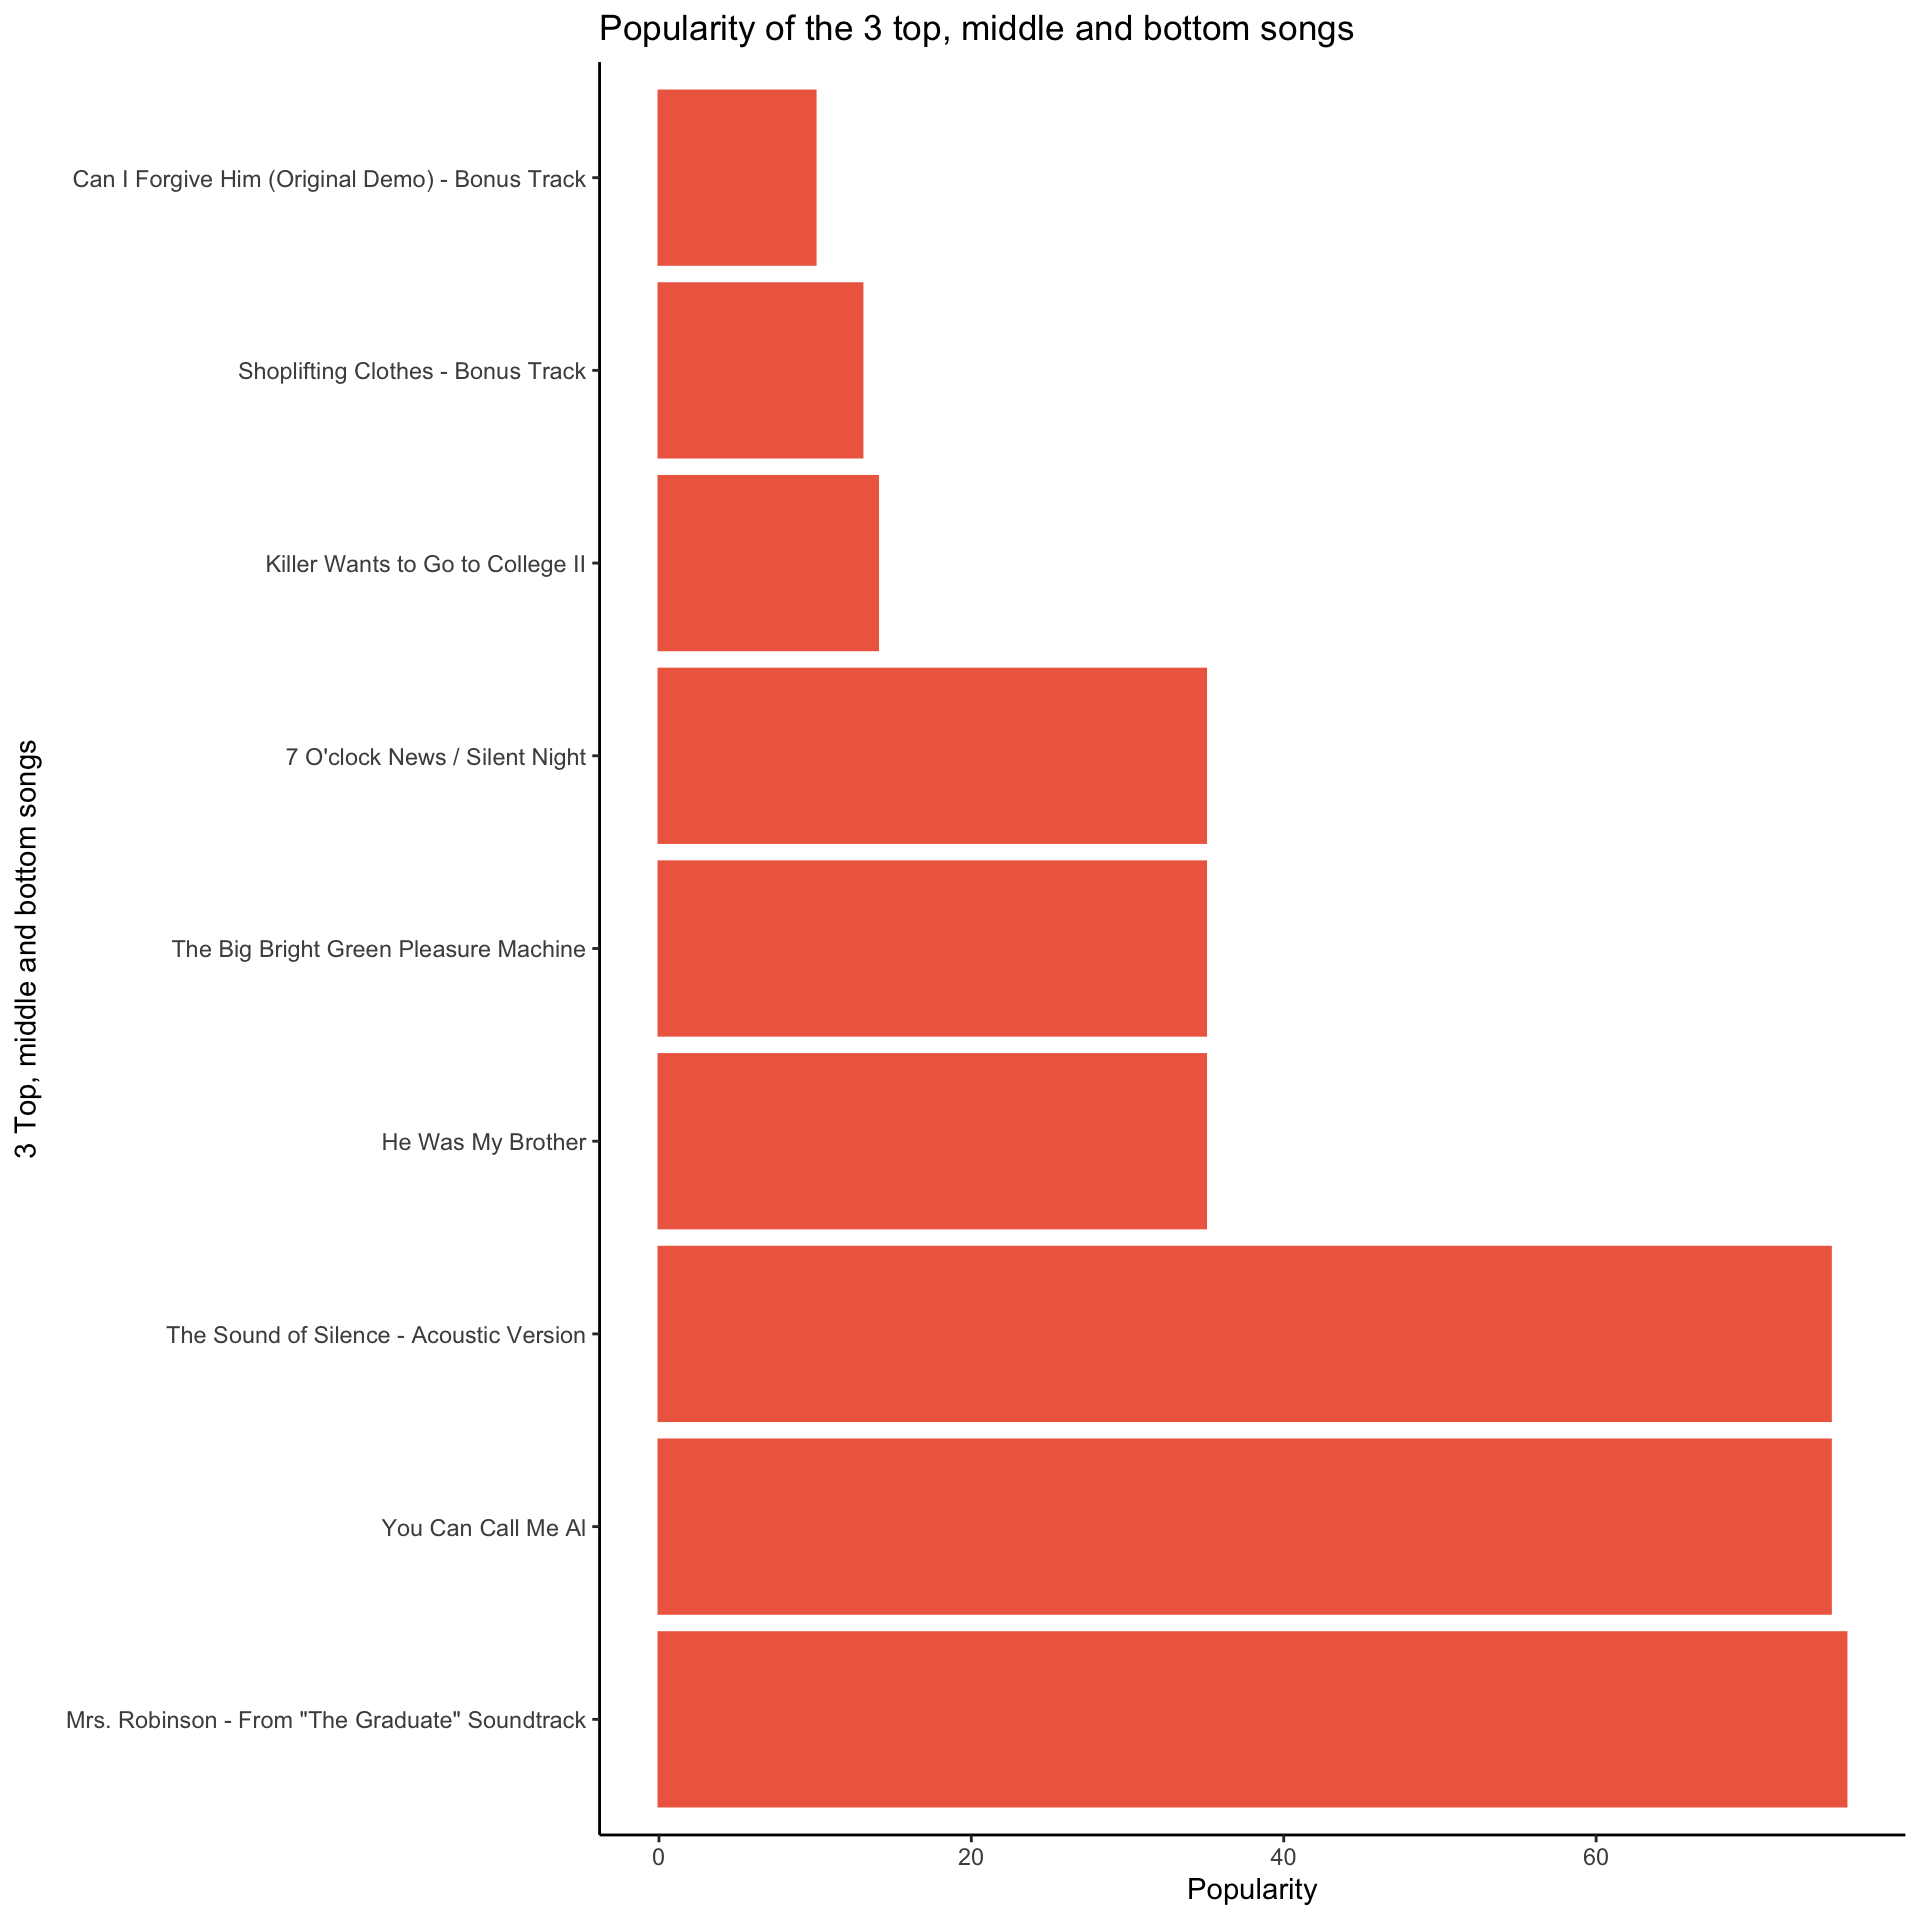 Popularity of the 3 top, middle and bottom songs
3 Top, middle and bottom songs
Can I Forgive Him (Original Demo) - Bonus Track
Shoplifting Clothes - Bonus Track
Killer Wants to Go to College II
7 O'clock News / Silent Night
The Big Bright Green Pleasure Machine
He Was My Brother
The Sound of Silence - Acoustic Version
You Can Call Me Al
Mrs. Robinson - From "The Graduate" Soundtrack
0 20 40 60
Popularity